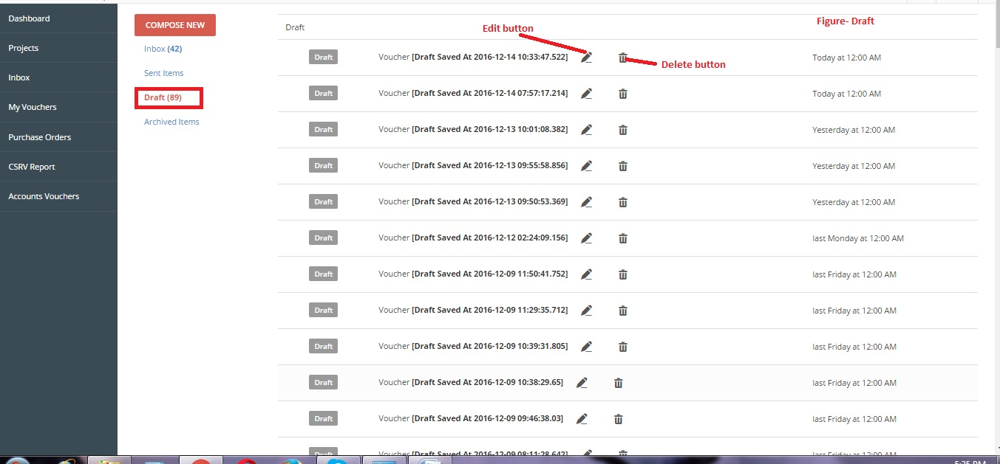 Dashboard
Projects
Inbox
My Vouchers
Purchase Orders
CSRV Report
Accounts Vouchers
COMPOSE NEW
Inbox (42)
Sent Items
Draft (89)
Archived Items
Draft
Edit button
Figure- Draft
Delete button
Draft Voucher [Draft Saved At 2016-12-14 10:33:47.522] Today at 12:00 AM
Draft Voucher [Draft Saved At 2016-12-14 07:57:17.214] Today at 12:00 AM
Draft Voucher [Draft Saved At 2016-12-13 10:01:08.382] Yesterday at 12:00 AM
Draft Voucher [Draft Saved At 2016-12-13 09:55:58.856] Yesterday at 12:00 AM
Draft Voucher [Draft Saved At 2016-12-13 09:50:53.369] Yesterday at 12:00 AM
Draft Voucher [Draft Saved At 2016-12-12 02:24:09.156] last Monday at 12:00 AM
Draft Voucher [Draft Saved At 2016-12-09 11:50:41.752] last Friday at 12:00 AM
Draft Voucher [Draft Saved At 2016-12-09 11:29:35.712] last Friday at 12:00 AM
Draft Voucher [Draft Saved At 2016-12-09 10:39:31.805] last Friday at 12:00 AM
Draft Voucher [Draft Saved At 2016-12-09 10:38:29.65] last Friday at 12:00 AM
Draft Voucher [Draft Saved At 2016-12-09 09:46:38.03] last Friday at 12:00 AM
Draft Voucher [Draft Saved At 2016-12-09 08:11:28.642] last Friday at 12:00 AM
5:25 PM